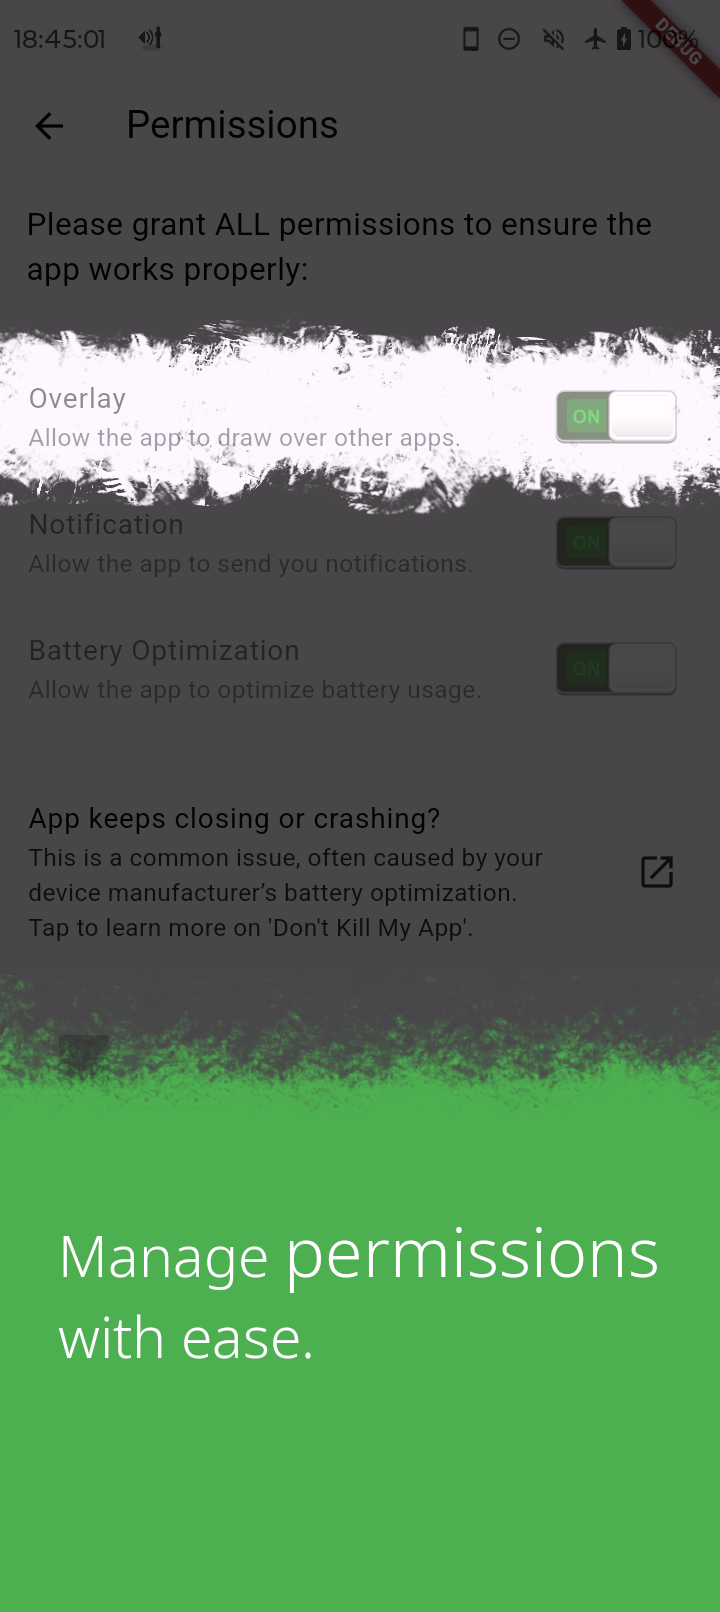 18:45:01
100%
DEBUG
Permissions
Please grant ALL permissions to ensure the
app works properly:
Overlay
Allow the app to draw over other apps.
ON
Notification
Allow the app to send you notifications.
ON
Battery Optimization
Allow the app to optimize battery usage.
ON
App keeps closing or crashing?
This is a common issue, often caused by your
device manufacturer’s battery optimization.
Tap to learn more on 'Don't Kill My App'.
Manage permissions
with ease.